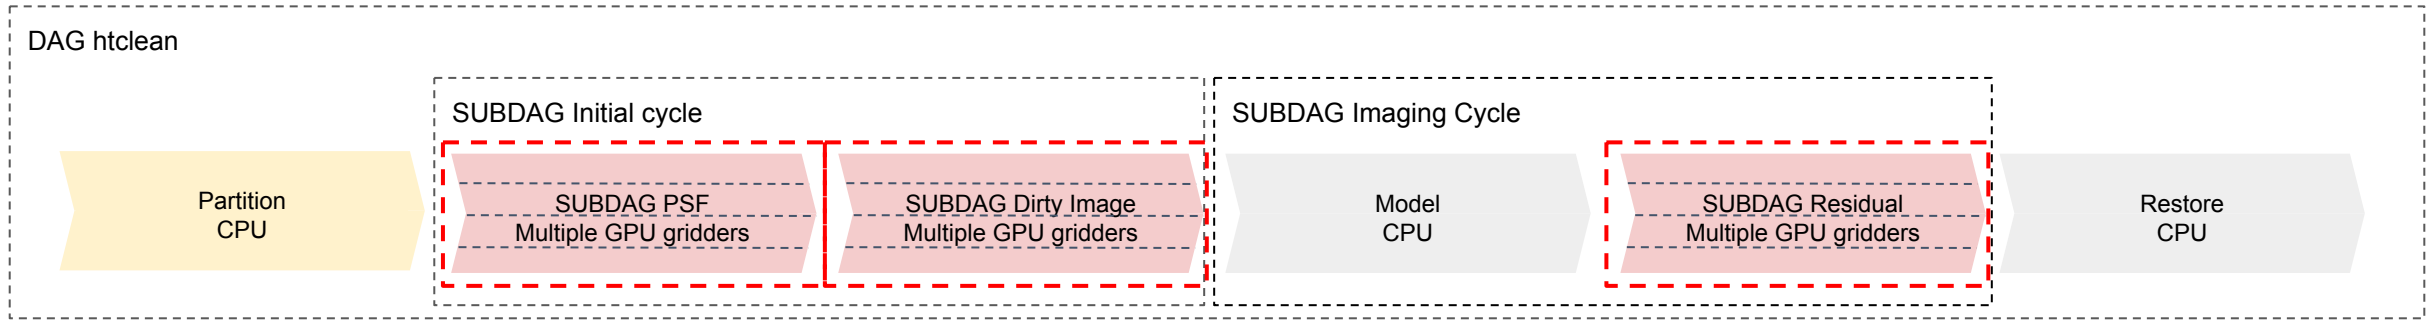 DAG htclean
SUBDAG Initial cycle
SUBDAG Imaging Cycle
Partition
CPU
SUBDAG PSF
Multiple GPU gridders
SUBDAG Dirty Image
Multiple GPU gridders
Model
CPU
SUBDAG Residual
Multiple GPU gridders
Restore
CPU